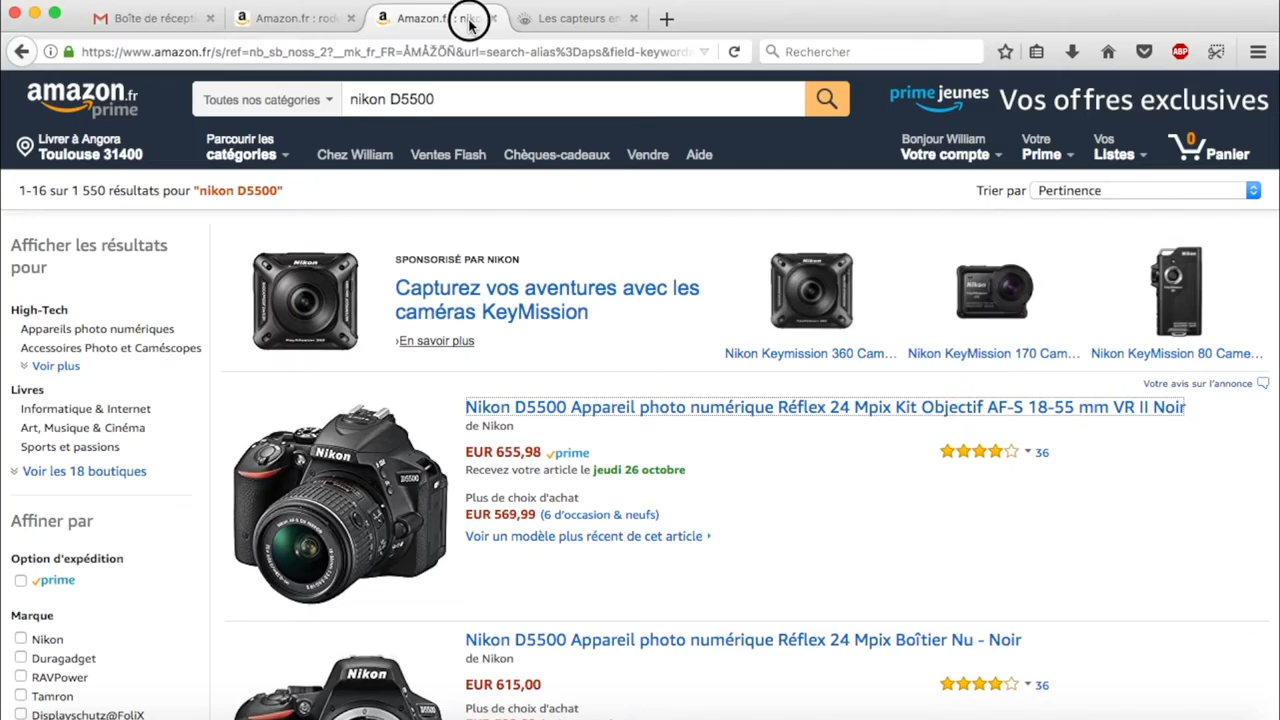 Boîte de récept
Amazon.fr : rode
Amazon.fr : niko
Les capteurs en
https://www.amazon.fr/s/ref=nb_sb_noss_2?__mk_fr_FR=ÅMÅŽÕÑ&url=search-alias%3Daps&field-keyword
Rechercher
ABP
amazon.fr
prime
Toutes nos catégories
nikon D5500
prime jeunes
Vos offres exclusives
Livrer à Angora
Toulouse 31400
Parcourir les
catégories
Chez William
Ventes Flash
Chèques-cadeaux
Vendre
Aide
Bonjour William
Votre compte
Votre
Prime
Vos
Listes
0
Panier
1-16 sur 1 550 résultats pour "nikon D5500"
Trier par
Pertinence
Afficher les résultats
pour
High-Tech
Appareils photo numériques
Accessoires Photo et Caméscopes
Voir plus
Livres
Informatique & Internet
Art, Musique & Cinéma
Sports et passions
Voir les 18 boutiques
Affiner par
Option d'expédition
prime
Marque
Nikon
Duragadget
RAVPower
Tamron
Displayschutz@FoliX
SPONSORISÉ PAR NIKON
Capturez vos aventures avec les
caméras KeyMission
›En savoir plus
Nikon Keymission 360 Cam...
Nikon KeyMission 170 Cam...
Nikon KeyMission 80 Came...
Votre avis sur l'annonce
Nikon
D5500
Nikon D5500 Appareil photo numérique Réflex 24 Mpix Kit Objectif AF-S 18-55 mm VR II Noir
de Nikon
EUR 655,98 prime
Recevez votre article le jeudi 26 octobre
36
Plus de choix d'achat
EUR 569,99 (6 d'occasion & neufs)
Voir un modèle plus récent de cet article
Nikon
Nikon D5500 Appareil photo numérique Réflex 24 Mpix Boîtier Nu - Noir
de Nikon
EUR 615,00
36
Plus de choix d'achat